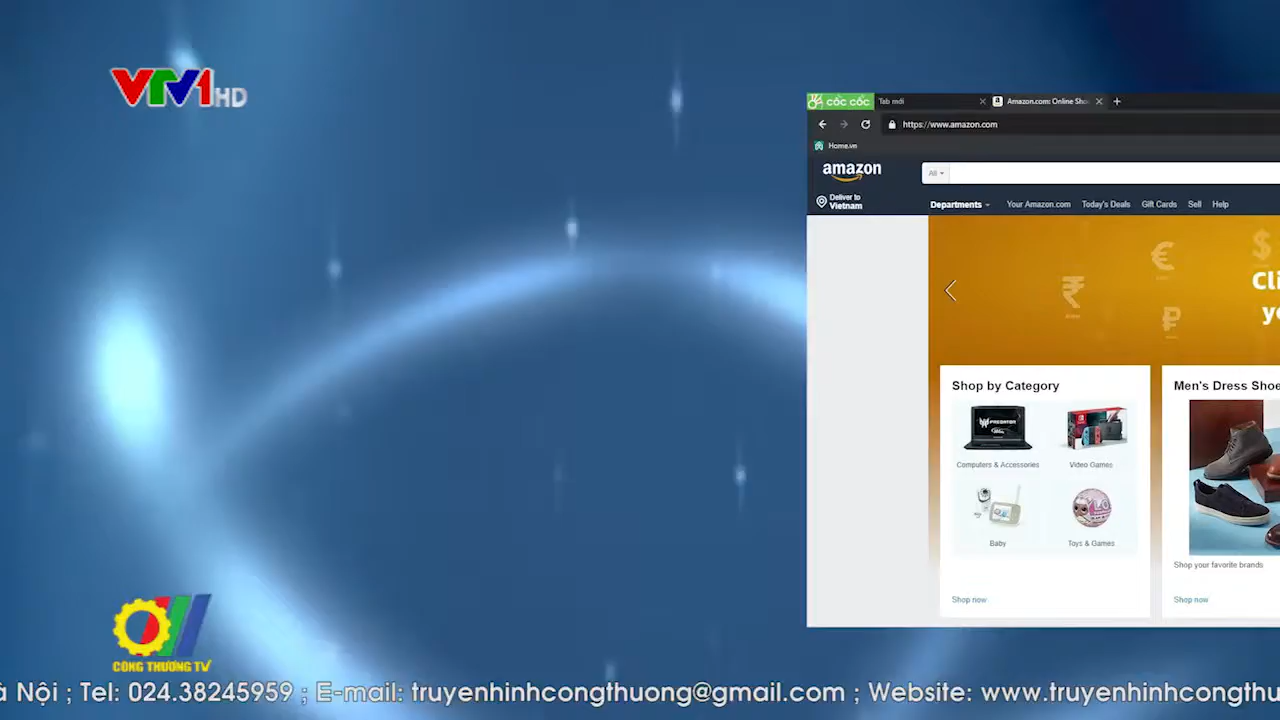 VTV1HD
cốc cốc
Tab mới
Amazon.com: Online Sho
https://www.amazon.com
Home.vn
amazon
All
Deliver to
Vietnam
Departments
Your Amazon.com
Today's Deals
Gift Cards
Sell
Help
Cli
yo
Shop by Category
Men's Dress Shoe
PREDATOR
Computers & Accessories
Video Games
Baby
Toys & Games
Shop your favorite brands
Shop now
Shop now
CÔNG THƯƠNG TV
à Nội ; Tel: 024.38245959 ; E-mail: truyenhinhcongthuong@gmail.com ; Website: www.truyenhinhcongthu